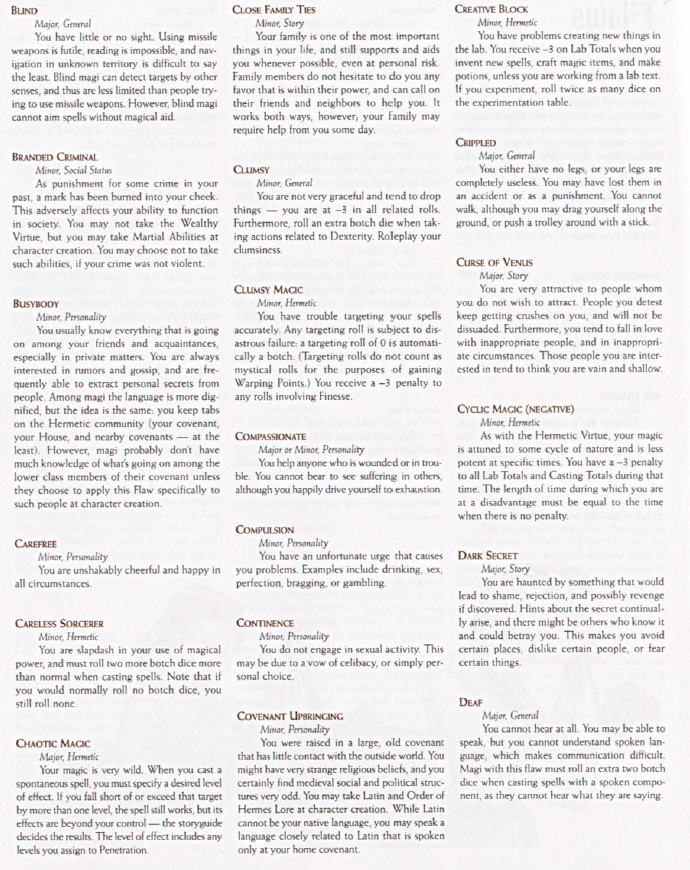 BLIND
Major, General
You have little or no sight. Using missile
weapons is futile, reading is impossible, and nav-
igation in unknown territory is difficult to say
the least. Blind magi can detect targets by other
senses, and thus are less limited than people try-
ing to use missile weapons. However, blind magi
cannot aim spells without magical aid.
BRANDED CRIMINAL
Minor, Social Status
As punishment for some crime in your
past, a mark has been burned into your cheek.
This adversely affects your ability to function
in society. You may not take the Wealthy
Virtue, but you may take Martial Abilities at
character creation. You may choose not to take
such abilities, if your crime was not violent.
BUSYBODY
Minor, Personality
You usually know everything that is going
on among your friends and acquaintances,
especially in private matters. You are always
interested in rumors and gossip, and are fre-
quently able to extract personal secrets from
people. Among magi the language is more dig-
nified, but the idea is the same: you keep tabs
on the Hermetic community (your covenant,
your House, and nearby covenants — at the
least). However, magi probably don't have
much knowledge of what's going on among the
lower class members of their covenant unless
they choose to apply this Flaw specifically to
such people at character creation.
CAREFREE
Minor, Personality
You are unshakably cheerful and happy in
all circumstances.
CARELESS SORCERER
Minor, Hermetic
You are slapdash in your use of magical
power, and must roll two more botch dice more
than normal when casting spells. Note that if
you would normally roll no botch dice, you
still roll none.
CHAOTIC MAGIC
Major, Hermetic
Your magic is very wild. When you cast a
spontaneous spell, you must specify a desired level
of effect. If you fall short of or exceed that target
by more than one level, the spell still works, but its
effects are beyond your control — the storyguide
decides the results. The level of effect includes any
levels you assign to Penetration.
CLOSE FAMILY TIES
Minor, Story
Your family is one of the most important
things in your life, and still supports and aids
you whenever possible, even at personal risk.
Family members do not hesitate to do you any
favor that is within their power, and can call on
their friends and neighbors to help you. It
works both ways, however; your family may
require help from you some day.
CLUMSY
Minor, General
You are not very graceful and tend to drop
things — you are at –3 in all related rolls.
Furthermore, roll an extra botch die when tak-
ing actions related to Dexterity. Roleplay your
clumsiness.
CLUMSY MAGIC
Minor, Hermetic
You have trouble targeting your spells
accurately. Any targeting roll is subject to dis-
astrous failure: a targeting roll of 0 is automati-
cally a botch. (Targeting rolls do not count as
mystical rolls for the purposes of gaining
Warping Points.) You receive a –3 penalty to
any rolls involving Finesse.
COMPASSIONATE
Major or Minor, Personality
You help anyone who is wounded or in trou-
ble. You cannot bear to see suffering in others,
although you happily drive yourself to exhaustion.
COMPULSION
Minor, Personality
You have an unfortunate urge that causes
you problems. Examples include drinking, sex,
perfection, bragging, or gambling.
CONTINENCE
Minor, Personality
You do not engage in sexual activity. This
may be due to a vow of celibacy, or simply per-
sonal choice.
COVENANT UPBRINGING
Minor, Personality
You were raised in a large, old covenant
that has little contact with the outside world. You
might have very strange religious beliefs, and you
certainly find medieval social and political struc-
tures very odd. You may take Latin and Order of
Hermes Lore at character creation. While Latin
cannot be your native language, you may speak a
language closely related to Latin that is spoken
only at your home covenant.
CREATIVE BLOCK
Minor, Hermetic
You have problems creating new things in
the lab. You receive –3 on Lab Totals when you
invent new spells, craft magic items, and make
potions, unless you are working from a lab text.
If you experiment, roll twice as many dice on
the experimentation table.
CRIPPLED
Major, General
You either have no legs, or your legs are
completely useless. You may have lost them in
an accident or as a punishment. You cannot
walk, although you may drag yourself along the
ground, or push a trolley around with a stick.
CURSE OF VENUS
Major, Story
You are very attractive to people whom
you do not wish to attract. People you detest
keep getting crushes on you, and will not be
dissuaded. Furthermore, you tend to fall in love
with inappropriate people, and in inappropri-
ate circumstances. Those people you are inter-
ested in tend to think you are vain and shallow.
CYCLIC MAGIC (NEGATIVE)
Minor, Hermetic
As with the Hermetic Virtue, your magic
is attuned to some cycle of nature and is less
potent at specific times. You have a –3 penalty
to all Lab Totals and Casting Totals during that
time. The length of time during which you are
at a disadvantage must be equal to the time
when there is no penalty.
DARK SECRET
Major, Story
You are haunted by something that would
lead to shame, rejection, and possibly revenge
if discovered. Hints about the secret continual-
ly arise, and there might be others who know it
and could betray you. This makes you avoid
certain places, dislike certain people, or fear
certain things.
DEAF
Major, General
You cannot hear at all. You may be able to
speak, but you cannot understand spoken lan-
guage, which makes communication difficult.
Magi with this flaw must roll an extra two botch
dice when casting spells with a spoken compo-
nent, as they cannot hear what they are saying.